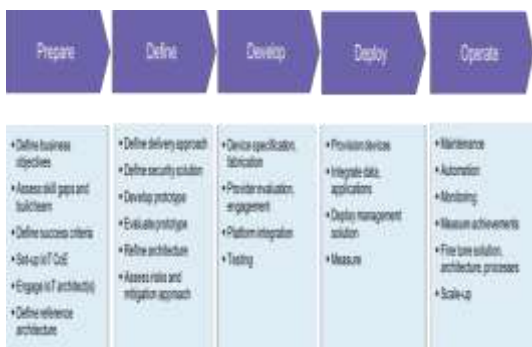 Prepare
Define
Develop
Deploy
Operate
• Define business
objectives
• Assess skill gaps and
build team
• Define success criteria
• Set-up IoT CoE
• Engage IoT architect(s)
• Define reference
architecture
• Define delivery approach
• Define security solution
• Develop prototype
• Evaluate prototype
• Refine architecture
• Assess risks and
mitigation approach
• Device specification,
fabrication
• Provider evaluation,
engagement
• Platform integration
• Testing
• Provision devices
• Integrate data,
applications
• Deploy management
solution
• Measure
• Maintenance
• Automation
• Monitoring
• Measure achievements
• Fine tune solution,
architecture, processes
• Scale-up